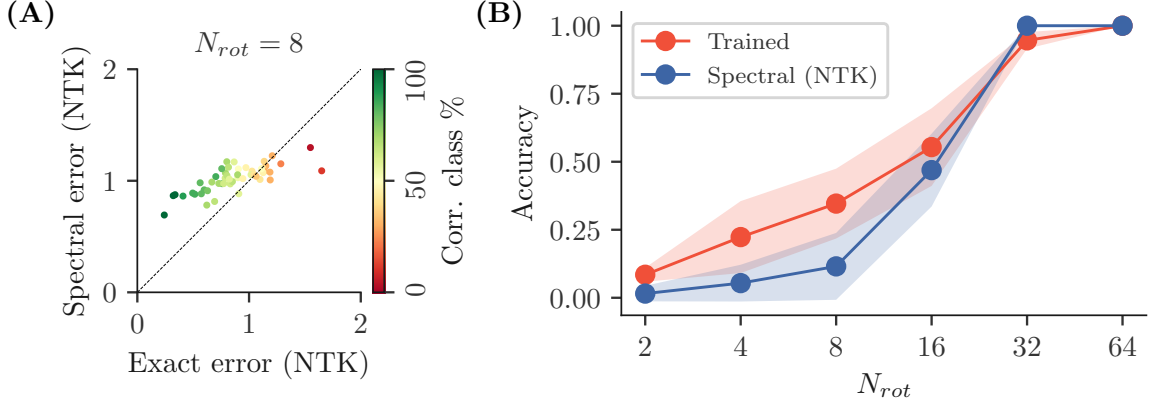 (A)
N_rot = 8
Spectral error (NTK)
2
1
0
0
1
2
Exact error (NTK)
100
50
0
Corr. class %
(B)
Trained
Spectral (NTK)
Accuracy
1.00
0.75
0.50
0.25
0.00
2
4
8
16
32
64
N_rot